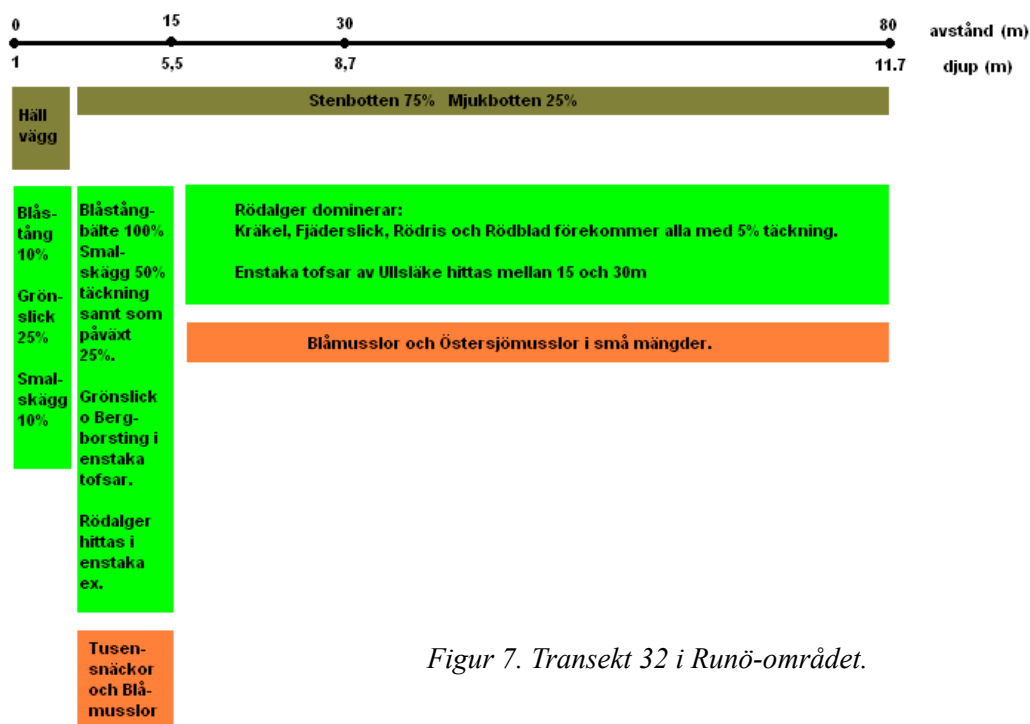 0 15 30 80 avstånd (m)
1 5,5 8,7 11.7 djup (m)
Häll
vägg
Stenbotten 75% Mjukbotten 25%
Blås-
tång
10%
Grön-
slick
25%
Smal-
skägg
10%
Blåstång-
bälte 100%
Smal-
skägg 50%
täckning
samt som
påväxt
25%.
Grönslick
o Berg-
borsting i
enstaka
tofsar.
Rödalger
hittas i
enstaka
ex.
Rödalger dominerar:
Kräkel, Fjäderslick, Rödris och Rödblad förekommer alla med 5% täckning.
Enstaka tofsar av Ullsläke hittas mellan 15 och 30m
Blåmusslor och Östersjömusslor i små mängder.
Tusen-
snäckor
och Blå-
musslor
Figur 7. Transekt 32 i Runö-området.